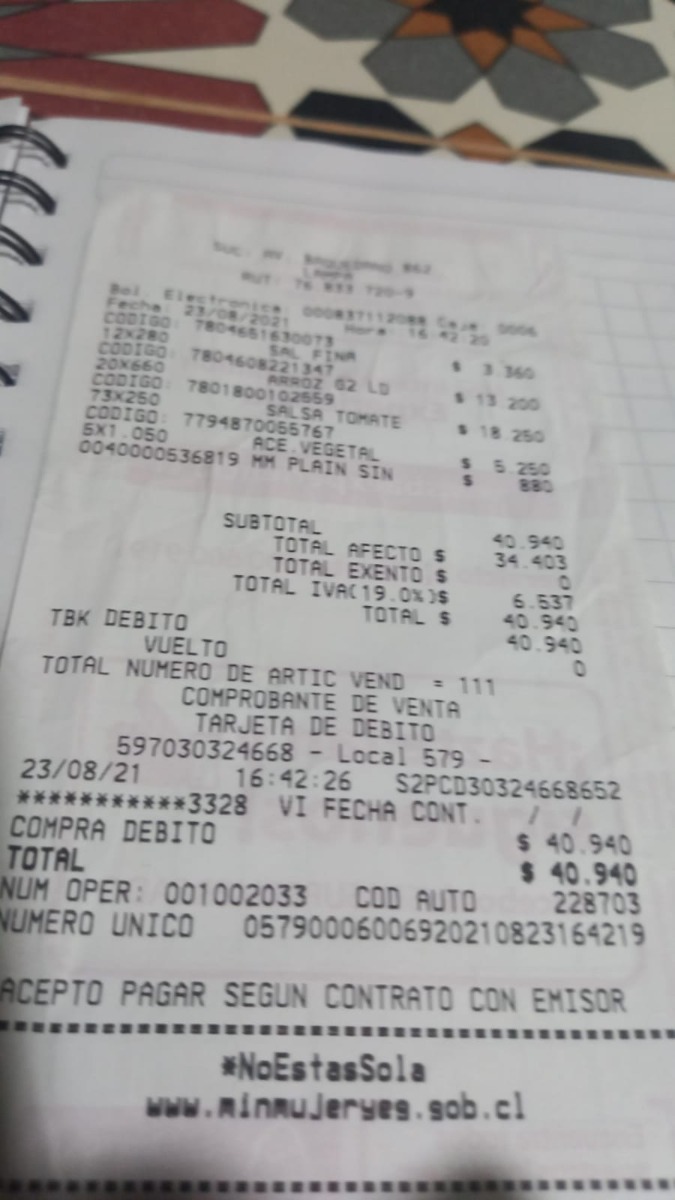 SUC: AV. BAQUEDANO 862
LAMPA
RUT: 76 833 720-9
Bol. Electronica: 000837112088 Caja: 0006
Fecha: 23/08/2021 Hora: 16:42:20
CODIGO: 7804651630073
12X280 SAL FINA $ 3.360
CODIGO: 7804608221347
20X660 ARROZ G2 LD $ 13.200
CODIGO: 7801800102659
73X250 SALSA TOMATE $ 18.250
CODIGO: 7794870055767
5X1.050 ACE.VEGETAL $ 5.250
0040000536819 MM PLAIN SIN $ 880
SUBTOTAL 40.940
TOTAL AFECTO $ 34.403
TOTAL EXENTO $ 0
TOTAL IVA(19.0%)$ 6.537
TOTAL $ 40.940
TBK DEBITO 40.940
VUELTO 0
TOTAL NUMERO DE ARTIC VEND = 111
COMPROBANTE DE VENTA
TARJETA DE DEBITO
597030324668 - Local 579 -
23/08/21 16:42:26 S2PCD30324668652
***********3328 VI FECHA CONT. / /
COMPRA DEBITO $ 40.940
TOTAL $ 40.940
NUM OPER: 001002033 COD AUTO 228703
NUMERO UNICO 05790006006920210823164219
ACEPTO PAGAR SEGUN CONTRATO CON EMISOR
*NoEstasSola
www.minmujeryeg.gob.cl